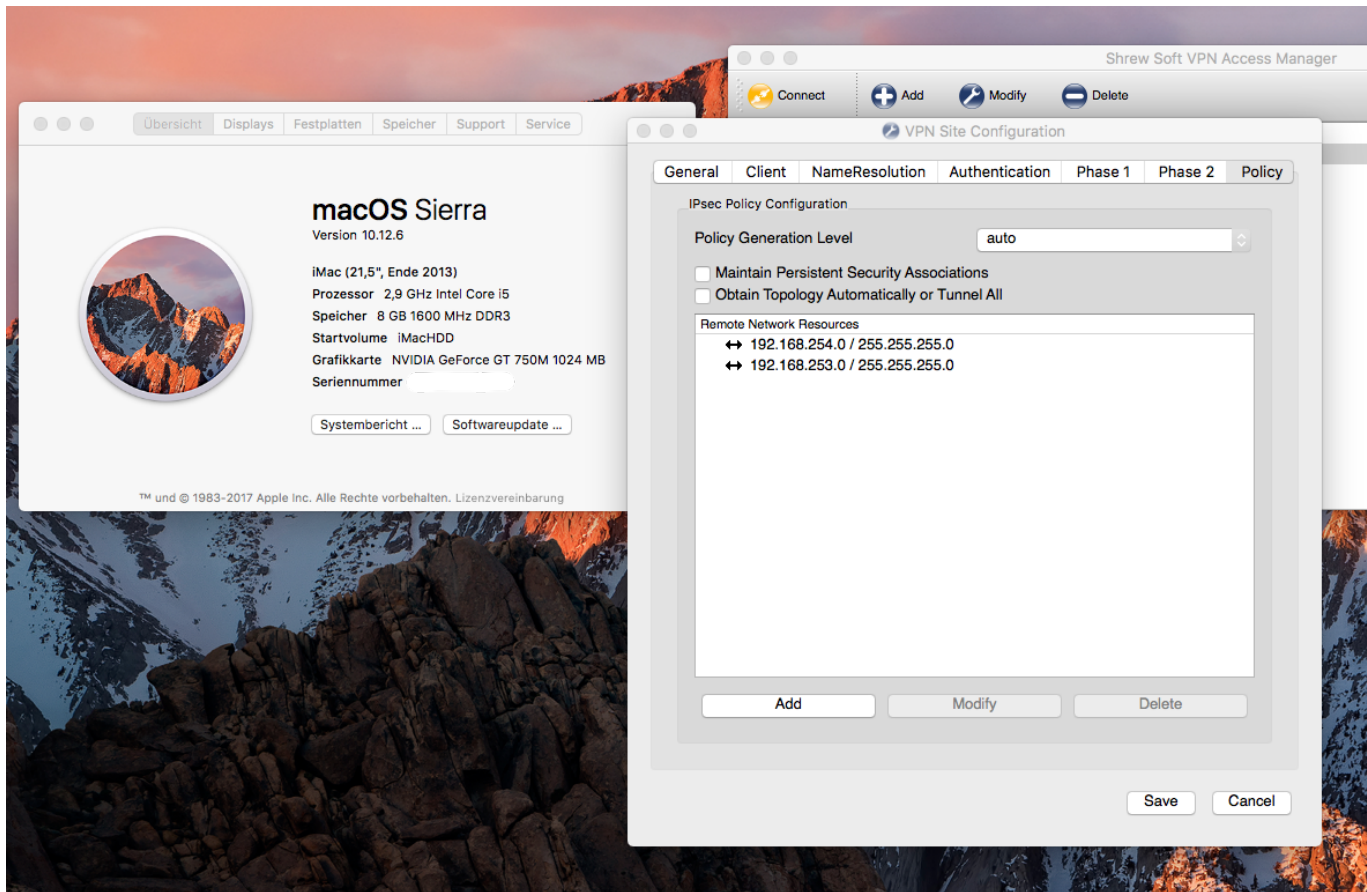 Shrew Soft VPN Access Manager
Connect Add Modify Delete
Übersicht Displays Festplatten Speicher Support Service
macOS Sierra
Version 10.12.6
iMac (21,5", Ende 2013)
Prozessor 2,9 GHz Intel Core i5
Speicher 8 GB 1600 MHz DDR3
Startvolume iMacHDD
Grafikkarte NVIDIA GeForce GT 750M 1024 MB
Seriennummer
Systembericht ... Softwareupdate ...
™ und © 1983-2017 Apple Inc. Alle Rechte vorbehalten. Lizenzvereinbarung
VPN Site Configuration
General Client NameResolution Authentication Phase 1 Phase 2 Policy
IPsec Policy Configuration
Policy Generation Level auto
Maintain Persistent Security Associations
Obtain Topology Automatically or Tunnel All
Remote Network Resources
192.168.254.0 / 255.255.255.0
192.168.253.0 / 255.255.255.0
Add Modify Delete
Save Cancel